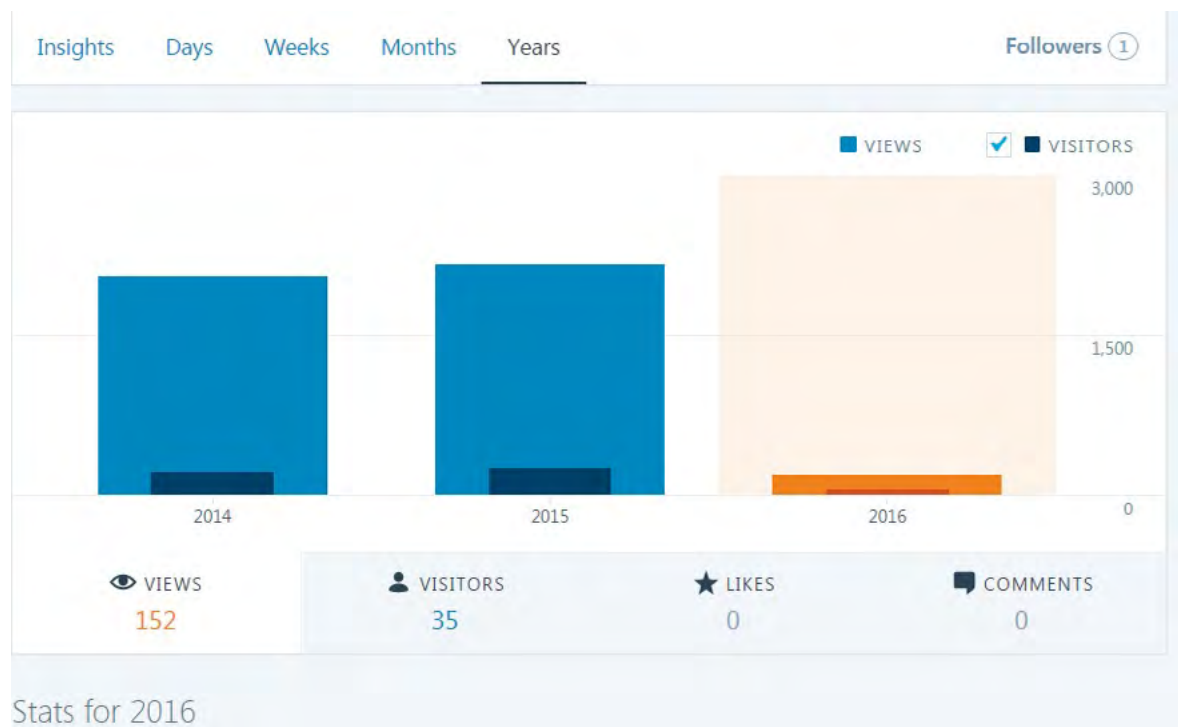 Insights Days Weeks Months Years Followers 1
VIEWS VISITORS
3,000
1,500
0
2014 2015 2016
VIEWS VISITORS LIKES COMMENTS
152 35 0 0
Stats for 2016